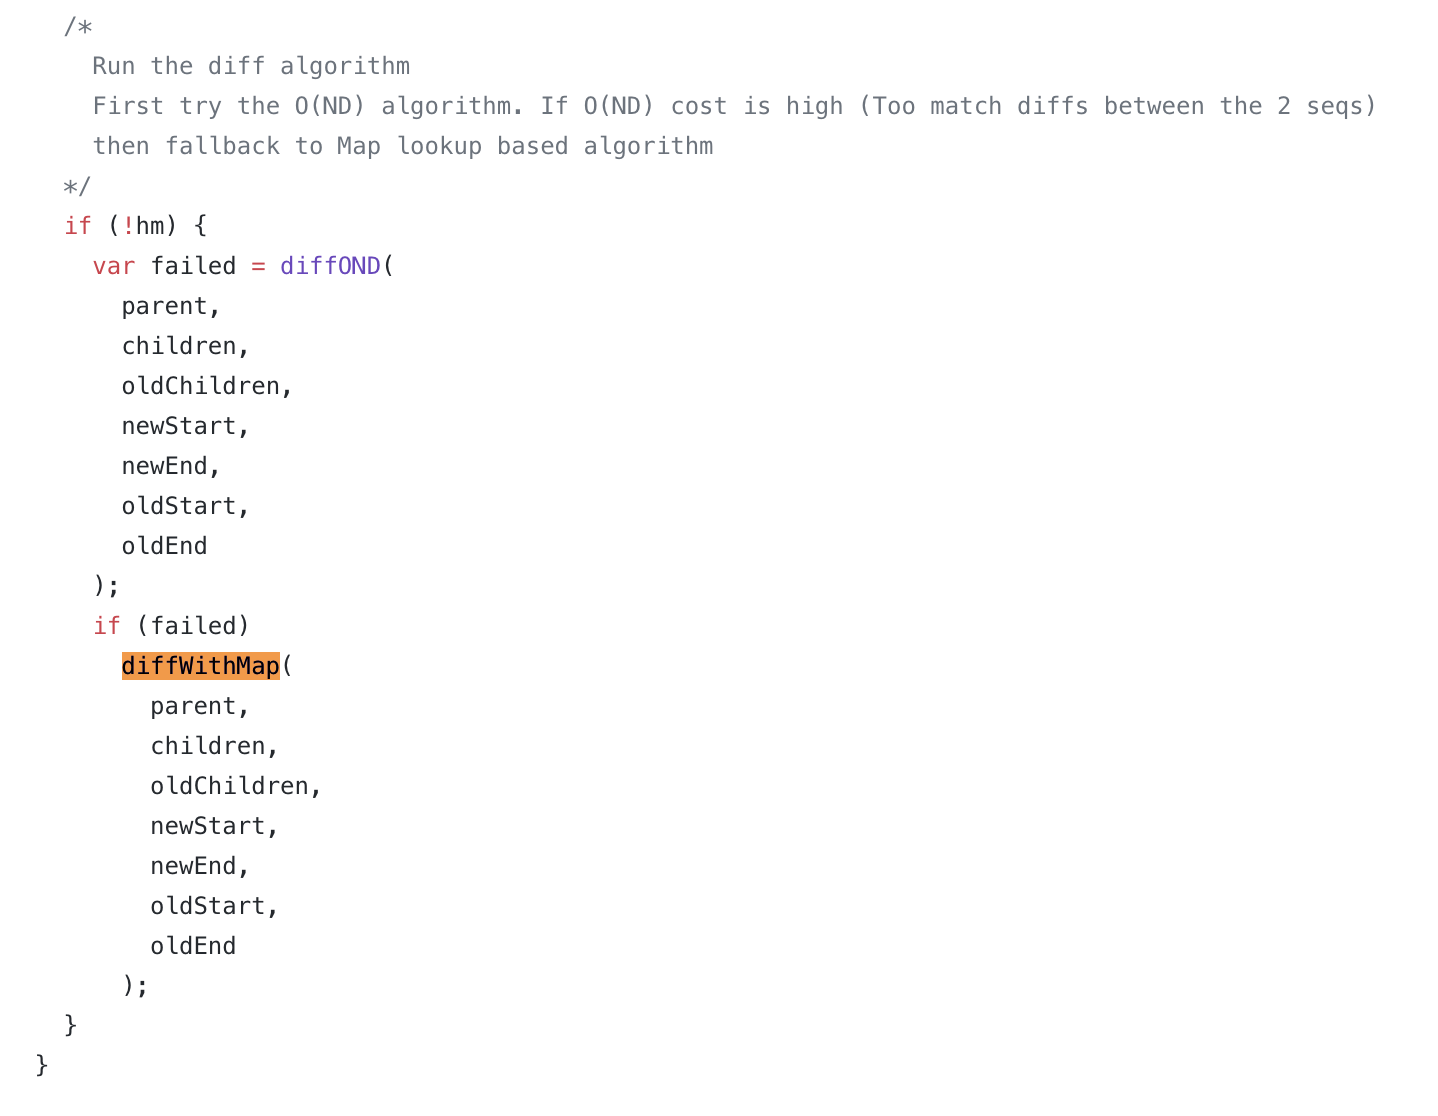 /*
Run the diff algorithm
First try the O(ND) algorithm. If O(ND) cost is high (Too match diffs between the 2 seqs)
then fallback to Map lookup based algorithm
*/
if (!hm) {
var failed = diffOND(
parent,
children,
oldChildren,
newStart,
newEnd,
oldStart,
oldEnd
);
if (failed)
diffWithMap(
parent,
children,
oldChildren,
newStart,
newEnd,
oldStart,
oldEnd
);
}
}